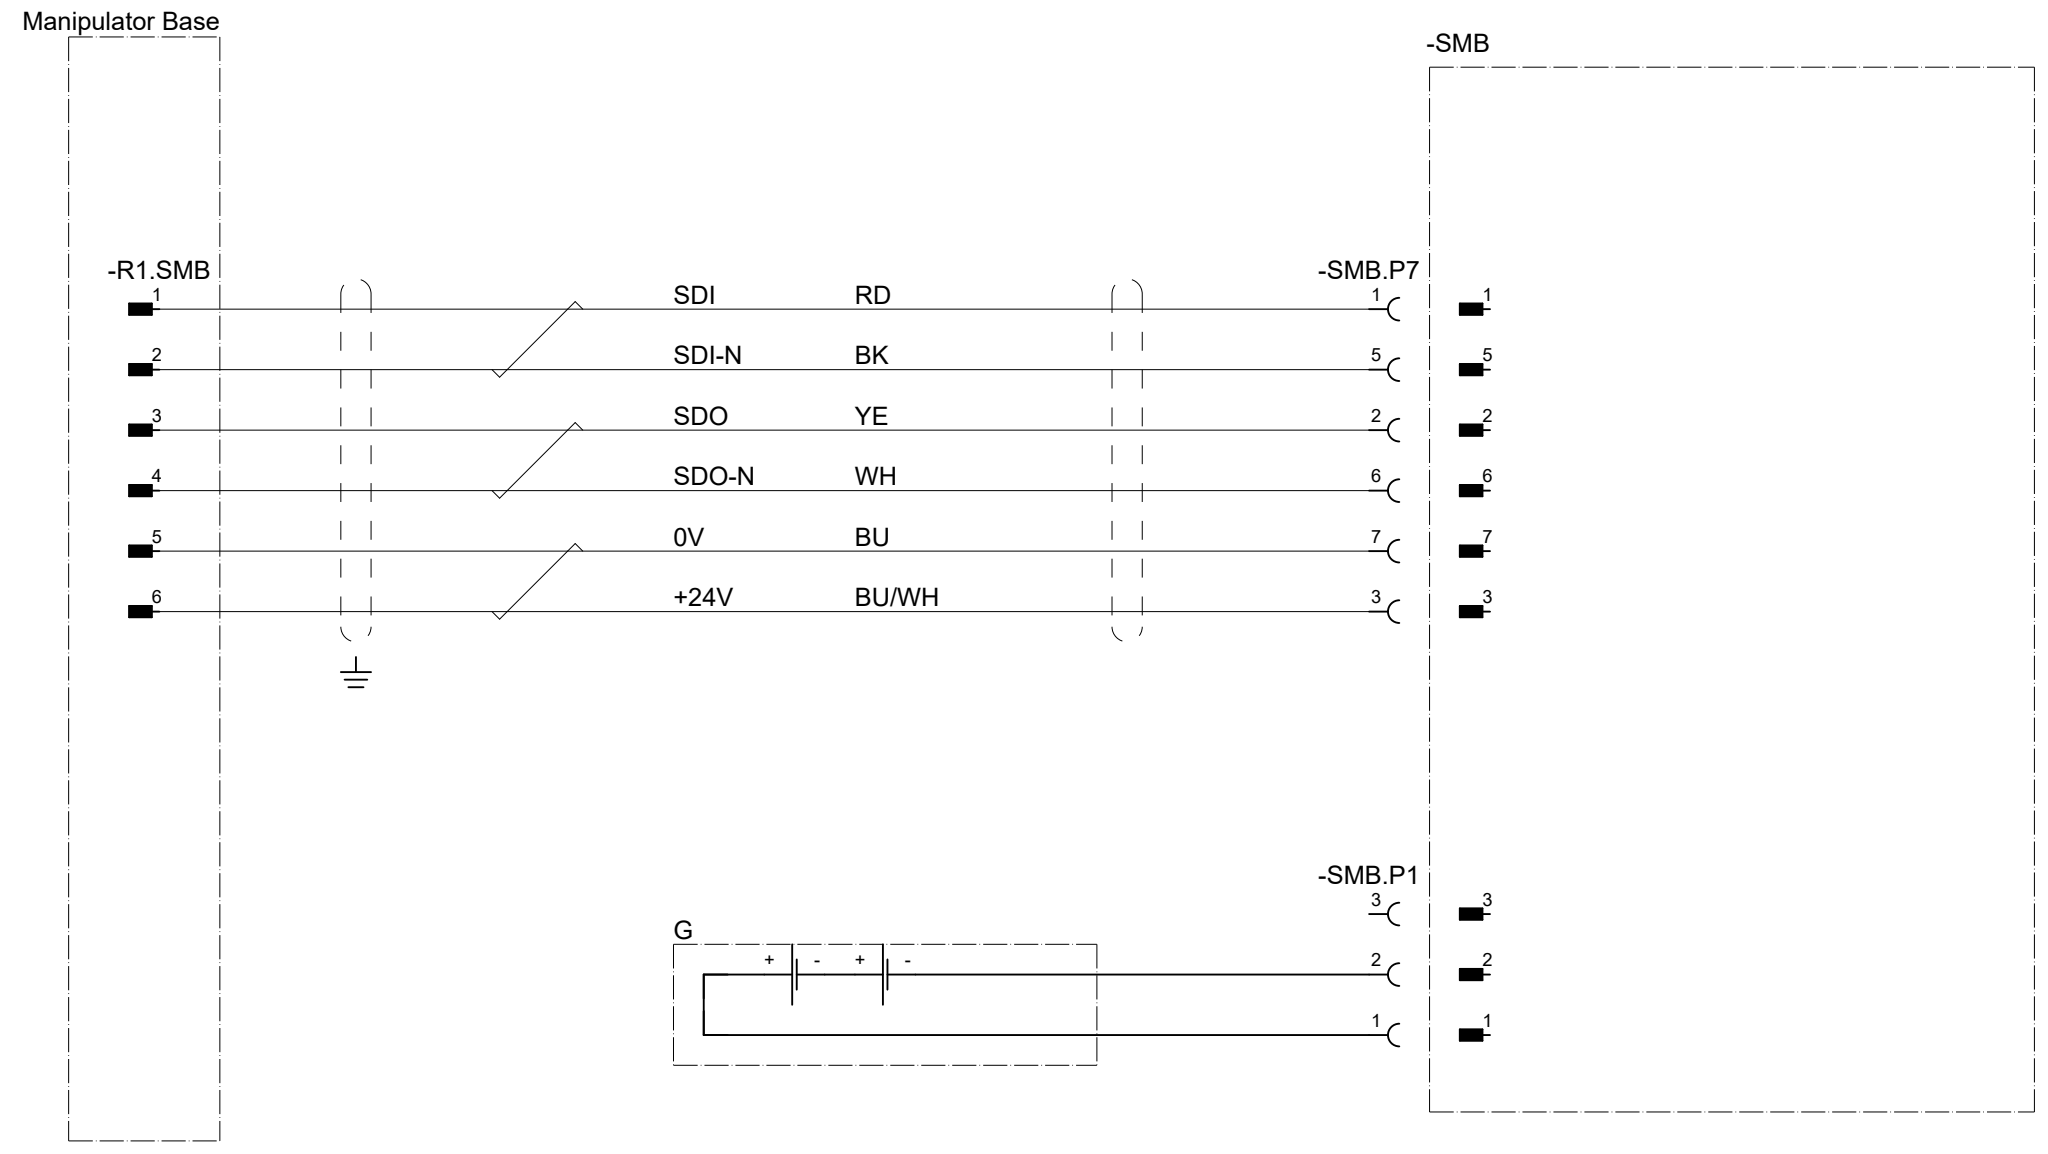 Manipulator Base
-SMB
-R1.SMB
-SMB.P7
1 SDI RD 1 1
2 SDI-N BK 5 5
3 SDO YE 2 2
4 SDO-N WH 6 6
5 0V BU 7 7
6 +24V BU/WH 3 3
-SMB.P1
3 3
G
+ - + - 2 2
1 1